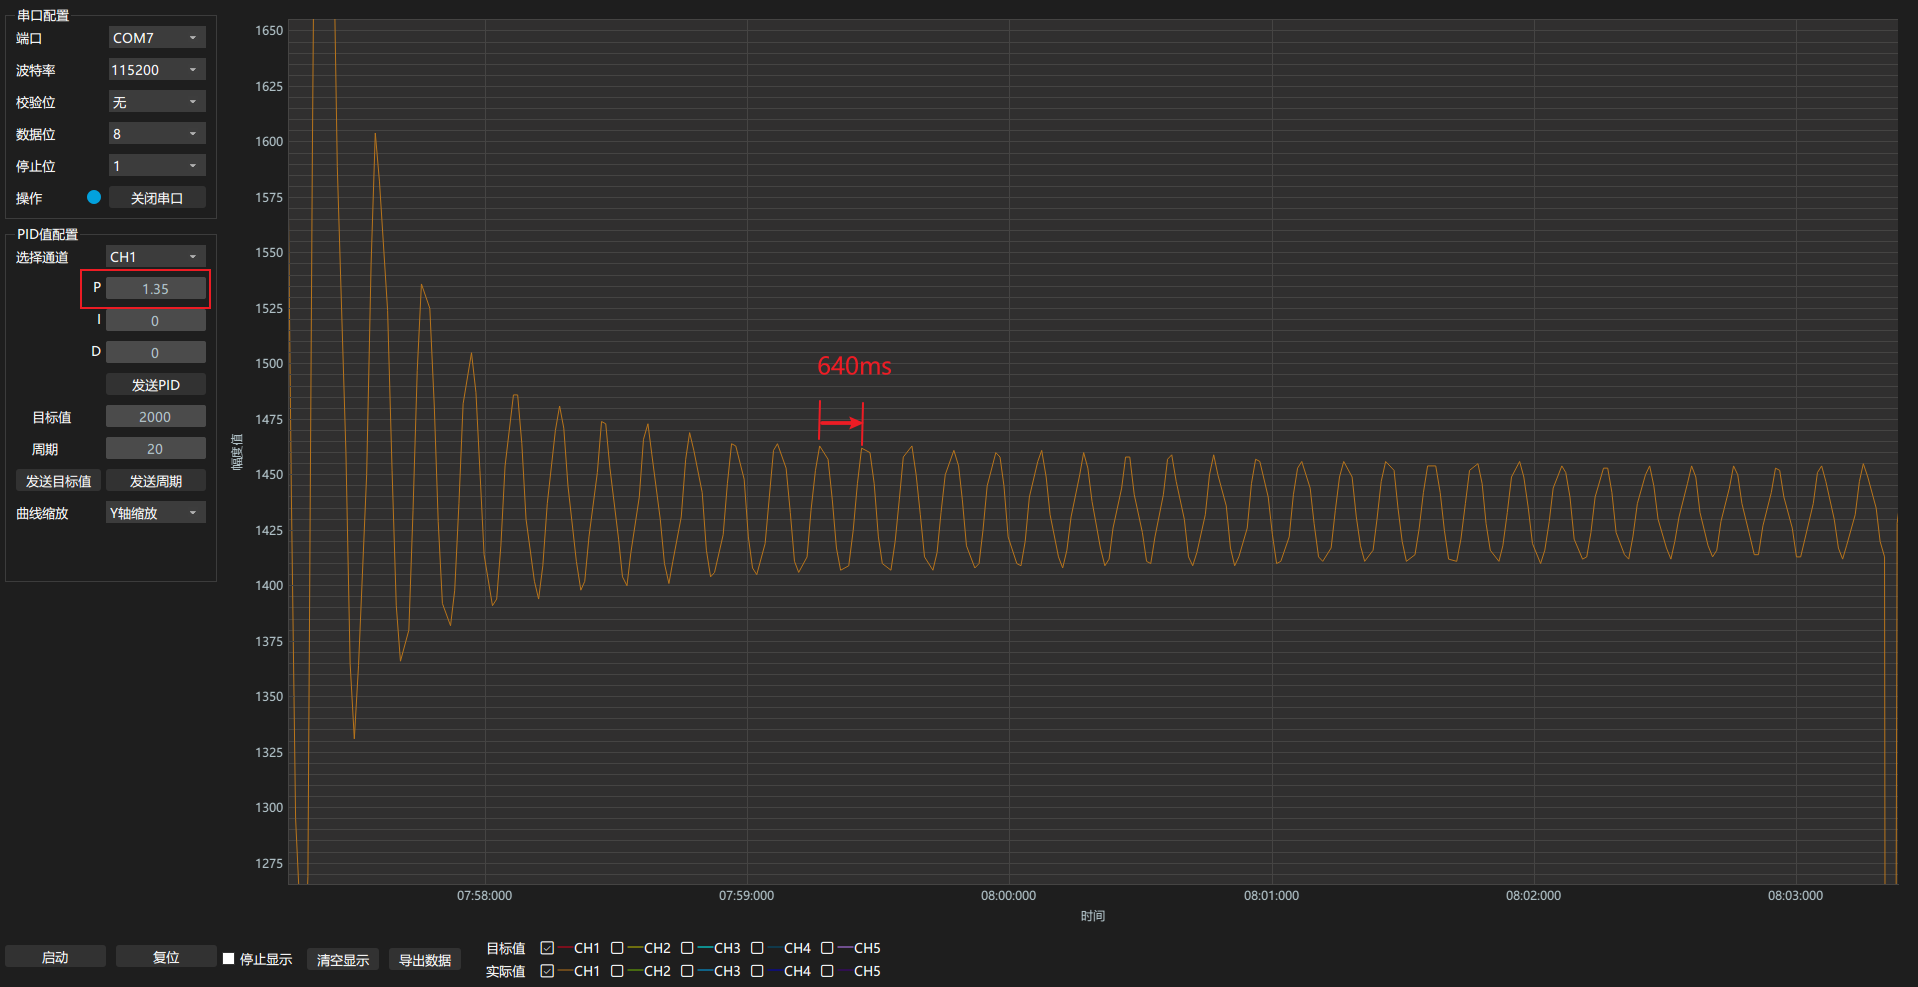 串口配置
端口 COM7
波特率 115200
校验位 无
数据位 8
停止位 1
操作 关闭串口
PID值配置
选择通道 CH1
P 1.35
I 0
D 0
发送PID
目标值 2000
周期 20
发送目标值 发送周期
曲线缩放 Y轴缩放
幅度值
1650
1625
1600
1575
1550
1525
1500
1475
1450
1425
1400
1375
1350
1325
1300
1275
640ms
07:58:000 07:59:000 08:00:000 08:01:000 08:02:000 08:03:000
时间
启动 复位 停止显示 清空显示 导出数据
目标值 CH1 CH2 CH3 CH4 CH5
实际值 CH1 CH2 CH3 CH4 CH5